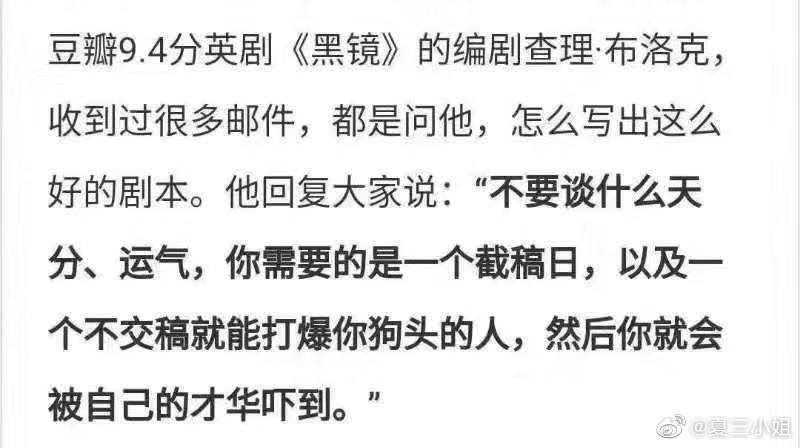 豆瓣9.4分英剧《黑镜》的编剧查理·布洛克，
收到过很多邮件，都是问他，怎么写出这么
好的剧本。他回复大家说：“不要谈什么天
分、运气，你需要的是一个截稿日，以及一
个不交稿就能打爆你狗头的人，然后你就会
被自己的才华吓到。”
@夏三小姐